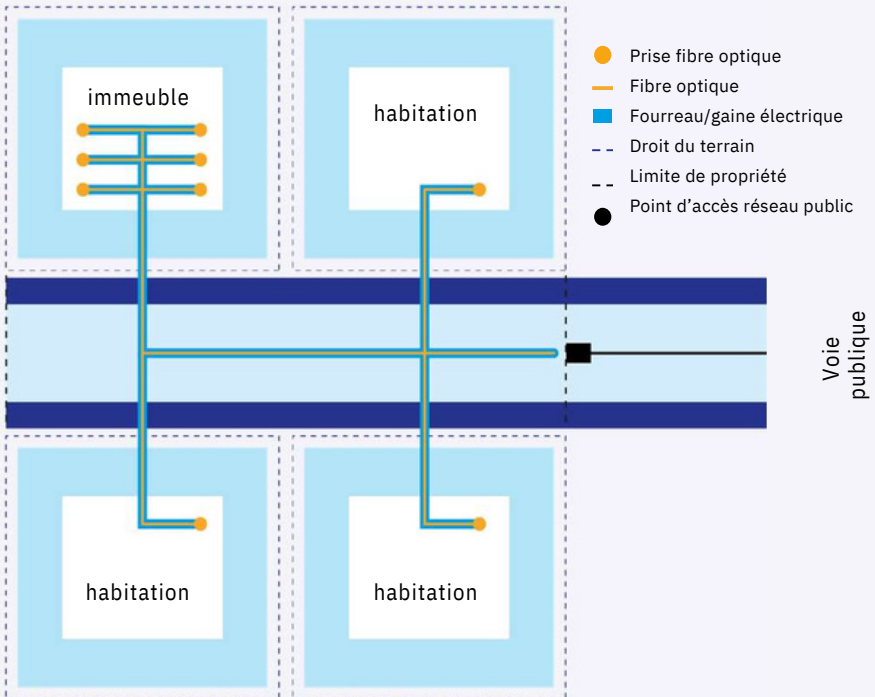 immeuble
habitation
Prise fibre optique
Fibre optique
Fourreau/gaine électrique
Droit du terrain
Limite de propriété
Point d’accès réseau public
Voie
publique
habitation
habitation